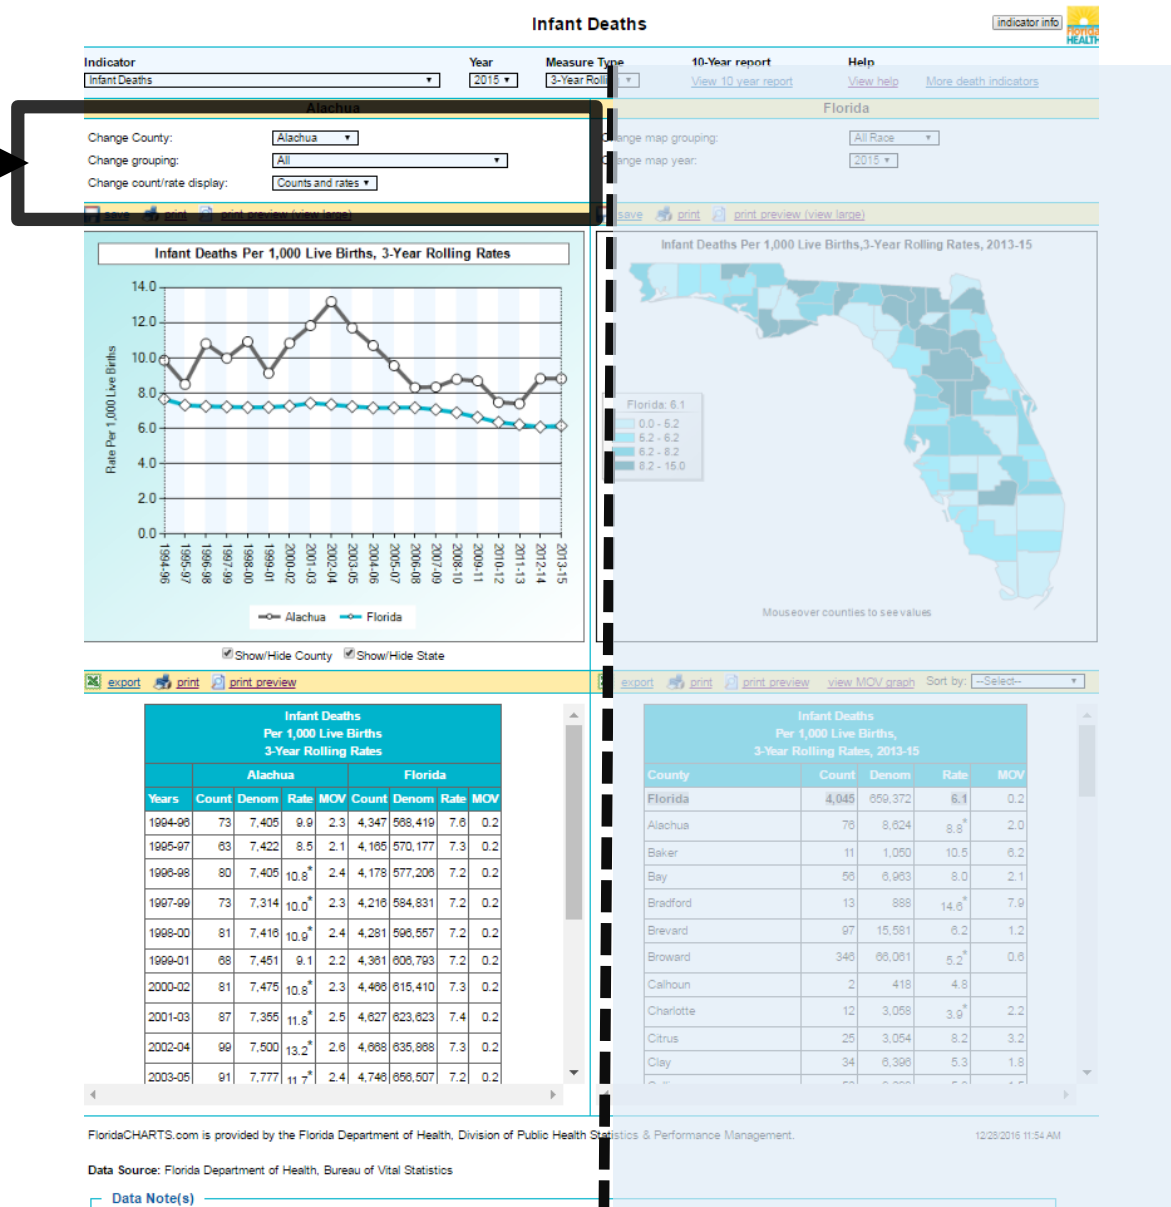 Infant Deaths
indicator info
Florida
HEALTH
Indicator Year Measure Type 10-Year report Help
Infant Deaths 2015 3-Year Rolli View 10 year report View help More death indicators
Alachua
Change County: Alachua
Change grouping: All
Change count/rate display: Counts and rates
save print print preview (view large)
Infant Deaths Per 1,000 Live Births, 3-Year Rolling Rates
14.0
12.0
10.0
8.0
6.0
4.0
2.0
0.0
Rate Per 1,000 Live Births
1994-96
1995-97
1996-98
1997-99
1998-00
1999-01
2000-02
2001-03
2002-04
2003-05
2004-06
2005-07
2006-08
2007-09
2008-10
2009-11
2010-12
2011-13
2012-14
2013-15
Alachua Florida
Show/Hide County Show/Hide State
Florida
ange map grouping: All Race
ange map year: 2015
save print print preview (view large)
Infant Deaths Per 1,000 Live Births,3-Year Rolling Rates, 2013-15
Florida: 6.1
0.0 - 5.2
5.2 - 6.2
6.2 - 8.2
8.2 - 15.0
Mouseover counties to see values
export print print preview
Infant Deaths
Per 1,000 Live Births
3-Year Rolling Rates
Alachua Florida
Years Count Denom Rate MOV Count Denom Rate MOV
1994-96 73 7,405 9.9 2.3 4,347 568,419 7.6 0.2
1995-97 63 7,422 8.5 2.1 4,165 570,177 7.3 0.2
1996-98 80 7,405 10.8* 2.4 4,178 577,206 7.2 0.2
1997-99 73 7,314 10.0* 2.3 4,216 584,831 7.2 0.2
1998-00 81 7,416 10.9* 2.4 4,281 596,557 7.2 0.2
1999-01 68 7,451 9.1 2.2 4,361 606,793 7.2 0.2
2000-02 81 7,475 10.8* 2.3 4,466 615,410 7.3 0.2
2001-03 87 7,355 11.8* 2.5 4,627 623,623 7.4 0.2
2002-04 99 7,500 13.2* 2.6 4,668 635,868 7.3 0.2
2003-05 91 7,777 11.7* 2.4 4,746 656,507 7.2 0.2
export print print preview view MOV graph Sort by: --Select--
Infant Deaths
Per 1,000 Live Births,
3-Year Rolling Rates, 2013-15
County Count Denom Rate MOV
Florida 4,045 659,372 6.1 0.2
Alachua 76 8,624 8.8* 2.0
Baker 11 1,050 10.5 6.2
Bay 56 6,963 8.0 2.1
Bradford 13 888 14.6* 7.9
Brevard 97 15,581 6.2 1.2
Broward 346 66,061 5.2* 0.6
Calhoun 2 418 4.8
Charlotte 12 3,058 3.9* 2.2
Citrus 25 3,054 8.2 3.2
Clay 34 6,396 5.3 1.8
FloridaCHARTS.com is provided by the Florida Department of Health, Division of Public Health Statistics & Performance Management. 12/28/2016 11:54 AM
Data Source: Florida Department of Health, Bureau of Vital Statistics
Data Note(s)